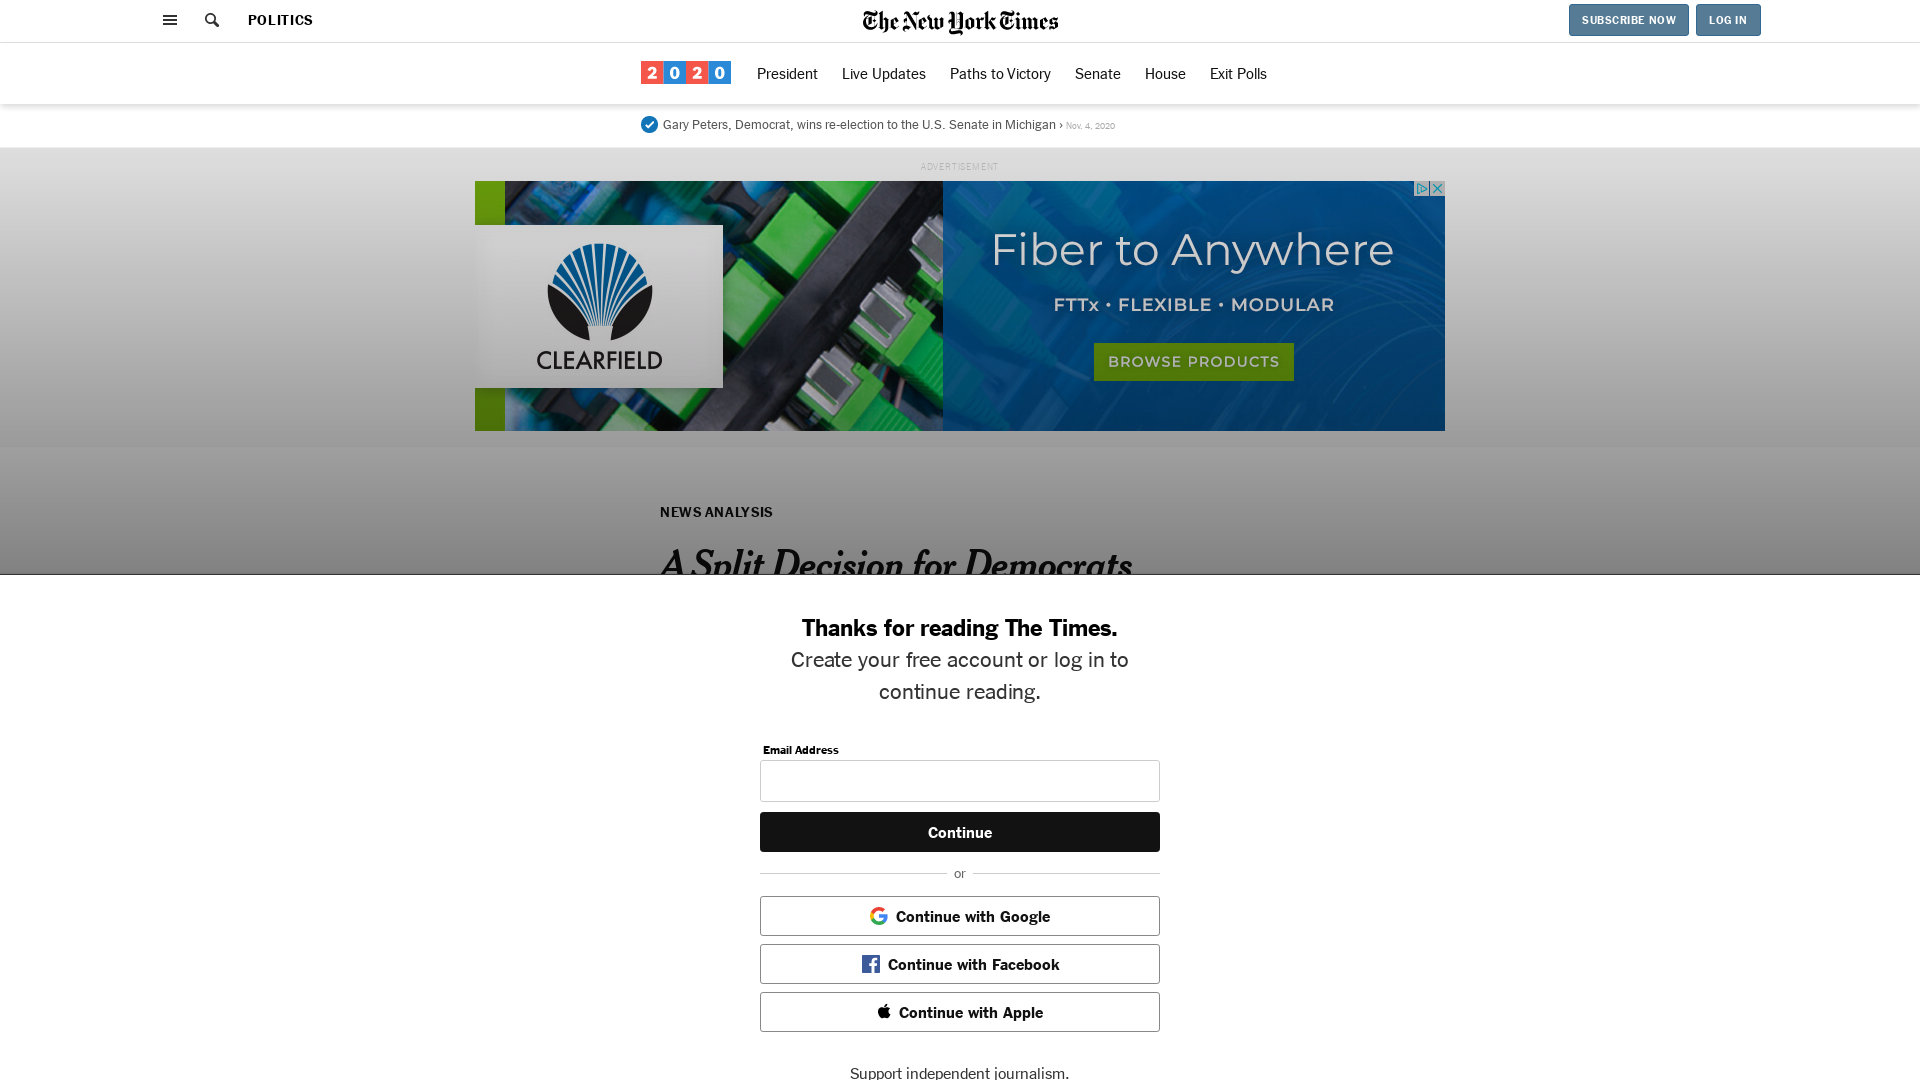 POLITICS
The New York Times
SUBSCRIBE NOW
LOG IN
2020
President
Live Updates
Paths to Victory
Senate
House
Exit Polls
Gary Peters, Democrat, wins re-election to the U.S. Senate in Michigan › Nov. 4, 2020
ADVERTISEMENT
CLEARFIELD
Fiber to Anywhere
FTTx • FLEXIBLE • MODULAR
BROWSE PRODUCTS
NEWS ANALYSIS
A Split Decision for Democrats
Thanks for reading The Times.
Create your free account or log in to
continue reading.
Email Address
Continue
or
Continue with Google
Continue with Facebook
Continue with Apple
Support independent journalism.